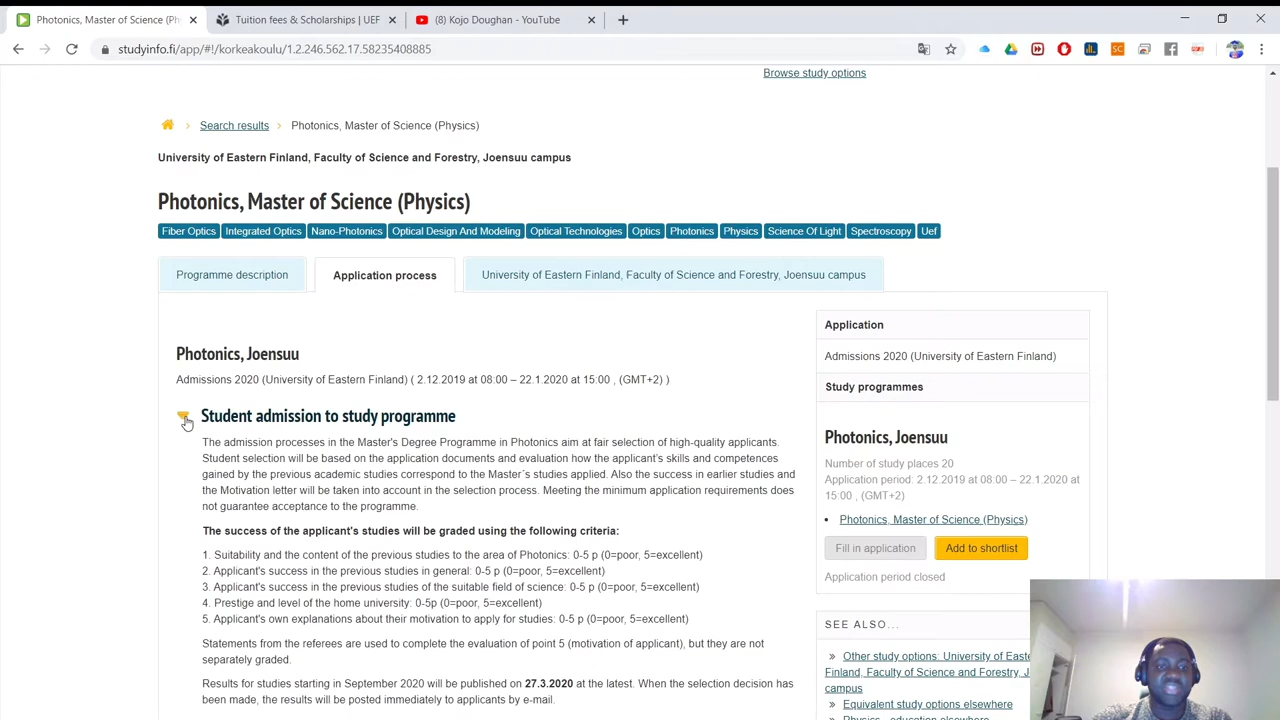 Photonics, Master of Science (Ph
Tuition fees & Scholarships | UEF
(8) Kojo Doughan - YouTube
studyinfo.fi/app/#!/korkeakoulu/1.2.246.562.17.58235408885
Browse study options
Search results
Photonics, Master of Science (Physics)
University of Eastern Finland, Faculty of Science and Forestry, Joensuu campus
Photonics, Master of Science (Physics)
Fiber Optics Integrated Optics Nano-Photonics Optical Design And Modeling Optical Technologies Optics Photonics Physics Science Of Light Spectroscopy Uef
Programme description
Application process
University of Eastern Finland, Faculty of Science and Forestry, Joensuu campus
Photonics, Joensuu
Admissions 2020 (University of Eastern Finland) ( 2.12.2019 at 08:00 – 22.1.2020 at 15:00 , (GMT+2) )
Student admission to study programme
The admission processes in the Master's Degree Programme in Photonics aim at fair selection of high-quality applicants.
Student selection will be based on the application documents and evaluation how the applicant's skills and competences
gained by the previous academic studies correspond to the Master´s studies applied. Also the success in earlier studies and
the Motivation letter will be taken into account in the selection process. Meeting the minimum application requirements does
not guarantee acceptance to the programme.
The success of the applicant's studies will be graded using the following criteria:
1. Suitability and the content of the previous studies to the area of Photonics: 0-5 p (0=poor, 5=excellent)
2. Applicant's success in the previous studies in general: 0-5 p (0=poor, 5=excellent)
3. Applicant's success in the previous studies of the suitable field of science: 0-5 p (0=poor, 5=excellent)
4. Prestige and level of the home university: 0-5p (0=poor, 5=excellent)
5. Applicant's own explanations about their motivation to apply for studies: 0-5 p (0=poor, 5=excellent)
Statements from the referees are used to complete the evaluation of point 5 (motivation of applicant), but they are not
separately graded.
Results for studies starting in September 2020 will be published on 27.3.2020 at the latest. When the selection decision has
been made, the results will be posted immediately to applicants by e-mail.
Application
Admissions 2020 (University of Eastern Finland)
Study programmes
Photonics, Joensuu
Number of study places 20
Application period: 2.12.2019 at 08:00 – 22.1.2020 at
15:00 , (GMT+2)
Photonics, Master of Science (Physics)
Fill in application
Add to shortlist
Application period closed
SEE ALSO...
» Other study options: University of Easte
Finland, Faculty of Science and Forestry, J
campus
» Equivalent study options elsewhere
» Physics - education elsewhere